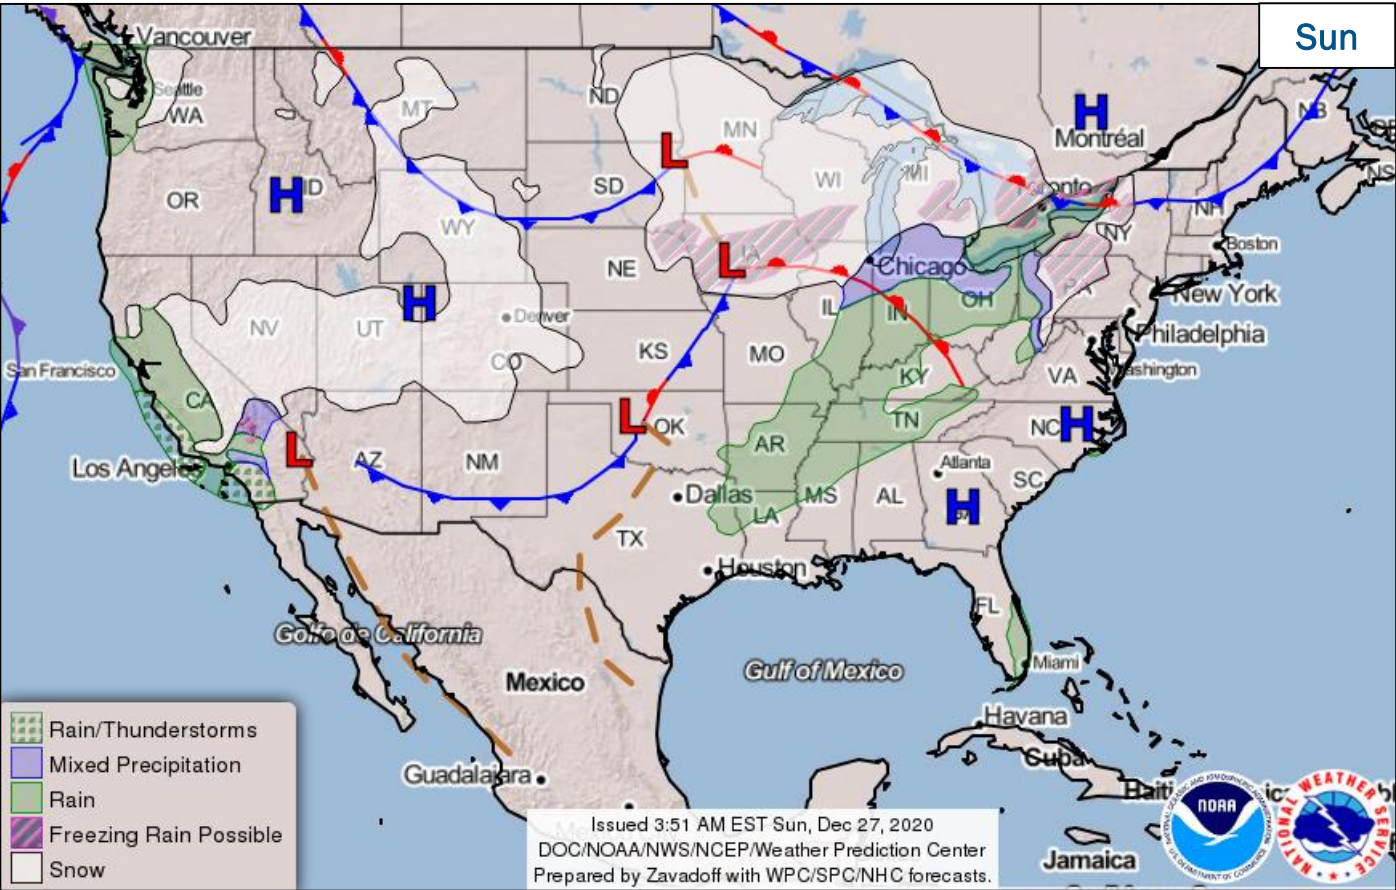 Sun
Vancouver
Seattle
WA
MT
ND
MN
H
Montréal
NB
NS
L
OR
H
ID
SD
WI
MI
WY
NH
NY
Boston
NE
L
IA
Chicago
OH
PA
New York
H
NV
UT
Denver
CO
IL
IN
Philadelphia
San Francisco
KS
MO
KY
VA
CA
L
OK
AR
TN
NC
H
Los Angeles
L
AZ
NM
Dallas
LA
MS
AL
Atlanta
SC
H
GA
TX
Houston
FL
Golfo de California
Gulf of Mexico
Miami
Mexico
Havana
Cuba
Guadalajara
Haiti
Jamaica
Rain/Thunderstorms
Mixed Precipitation
Rain
Freezing Rain Possible
Snow
Issued 3:51 AM EST Sun, Dec 27, 2020
DOC/NOAA/NWS/NCEP/Weather Prediction Center
Prepared by Zavadoff with WPC/SPC/NHC forecasts.
NOAA
NATIONAL WEATHER SERVICE